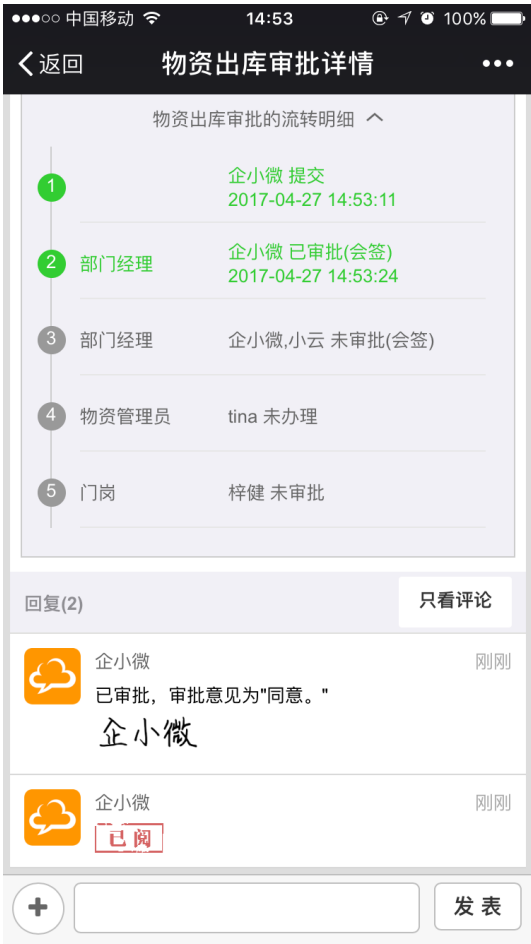 中国移动 14:53 100%
返回 物资出库审批详情
物资出库审批的流转明细
1 企小微 提交
2017-04-27 14:53:11
2 部门经理 企小微 已审批(会签)
2017-04-27 14:53:24
3 部门经理 企小微,小云 未审批(会签)
4 物资管理员 tina 未办理
5 门岗 梓健 未审批
回复(2) 只看评论
企小微 刚刚
已审批，审批意见为"同意。"
企小微
企小微 刚刚
已阅
发表